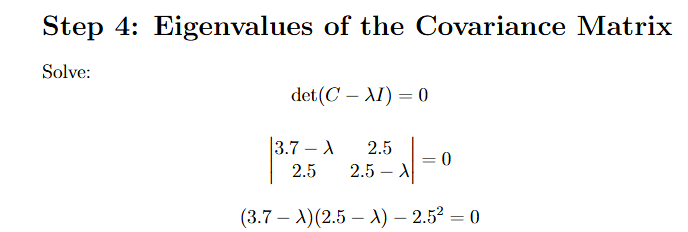 Step 4: Eigenvalues of the Covariance Matrix
Solve:
det(C − λI) = 0
|3.7 − λ 2.5|
|2.5 2.5 − λ| = 0
(3.7 − λ)(2.5 − λ) − 2.5² = 0